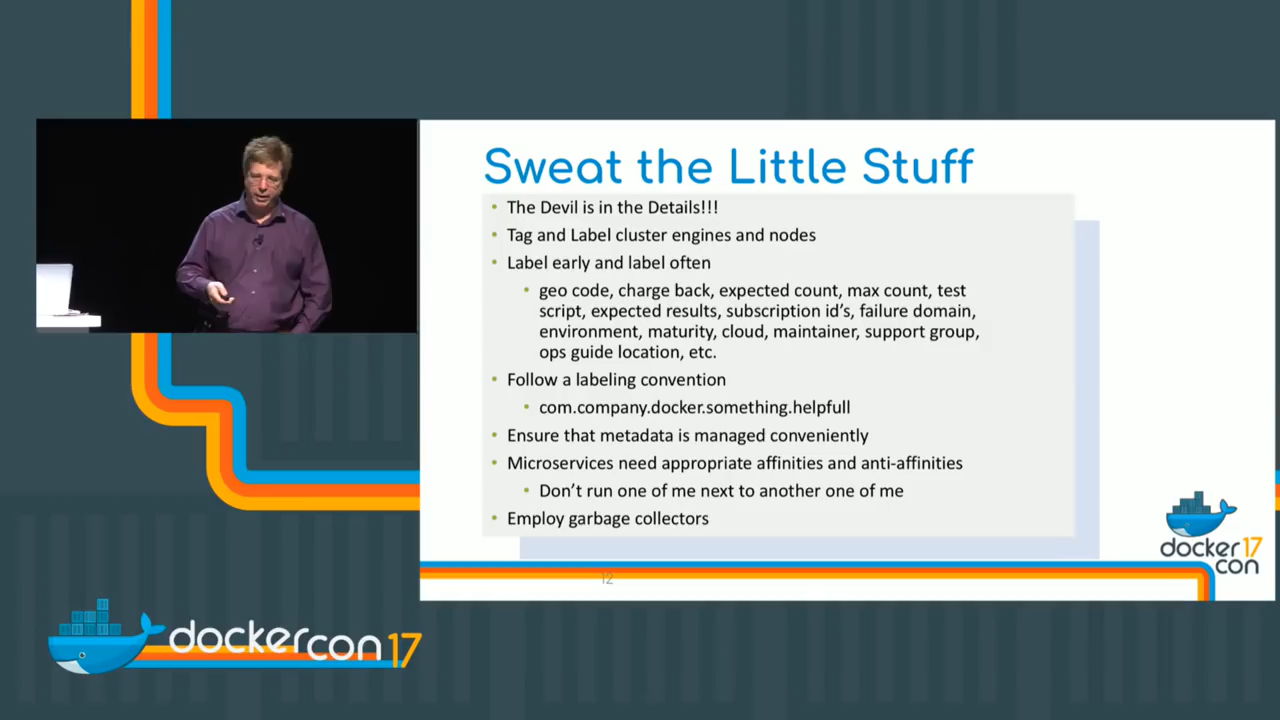 Sweat the Little Stuff
• The Devil is in the Details!!!
• Tag and Label cluster engines and nodes
• Label early and label often
• geo code, charge back, expected count, max count, test
script, expected results, subscription id's, failure domain,
environment, maturity, cloud, maintainer, support group,
ops guide location, etc.
• Follow a labeling convention
• com.company.docker.something.helpfull
• Ensure that metadata is managed conveniently
• Microservices need appropriate affinities and anti-affinities
• Don't run one of me next to another one of me
• Employ garbage collectors
docker 17
con
12
dockercon 17